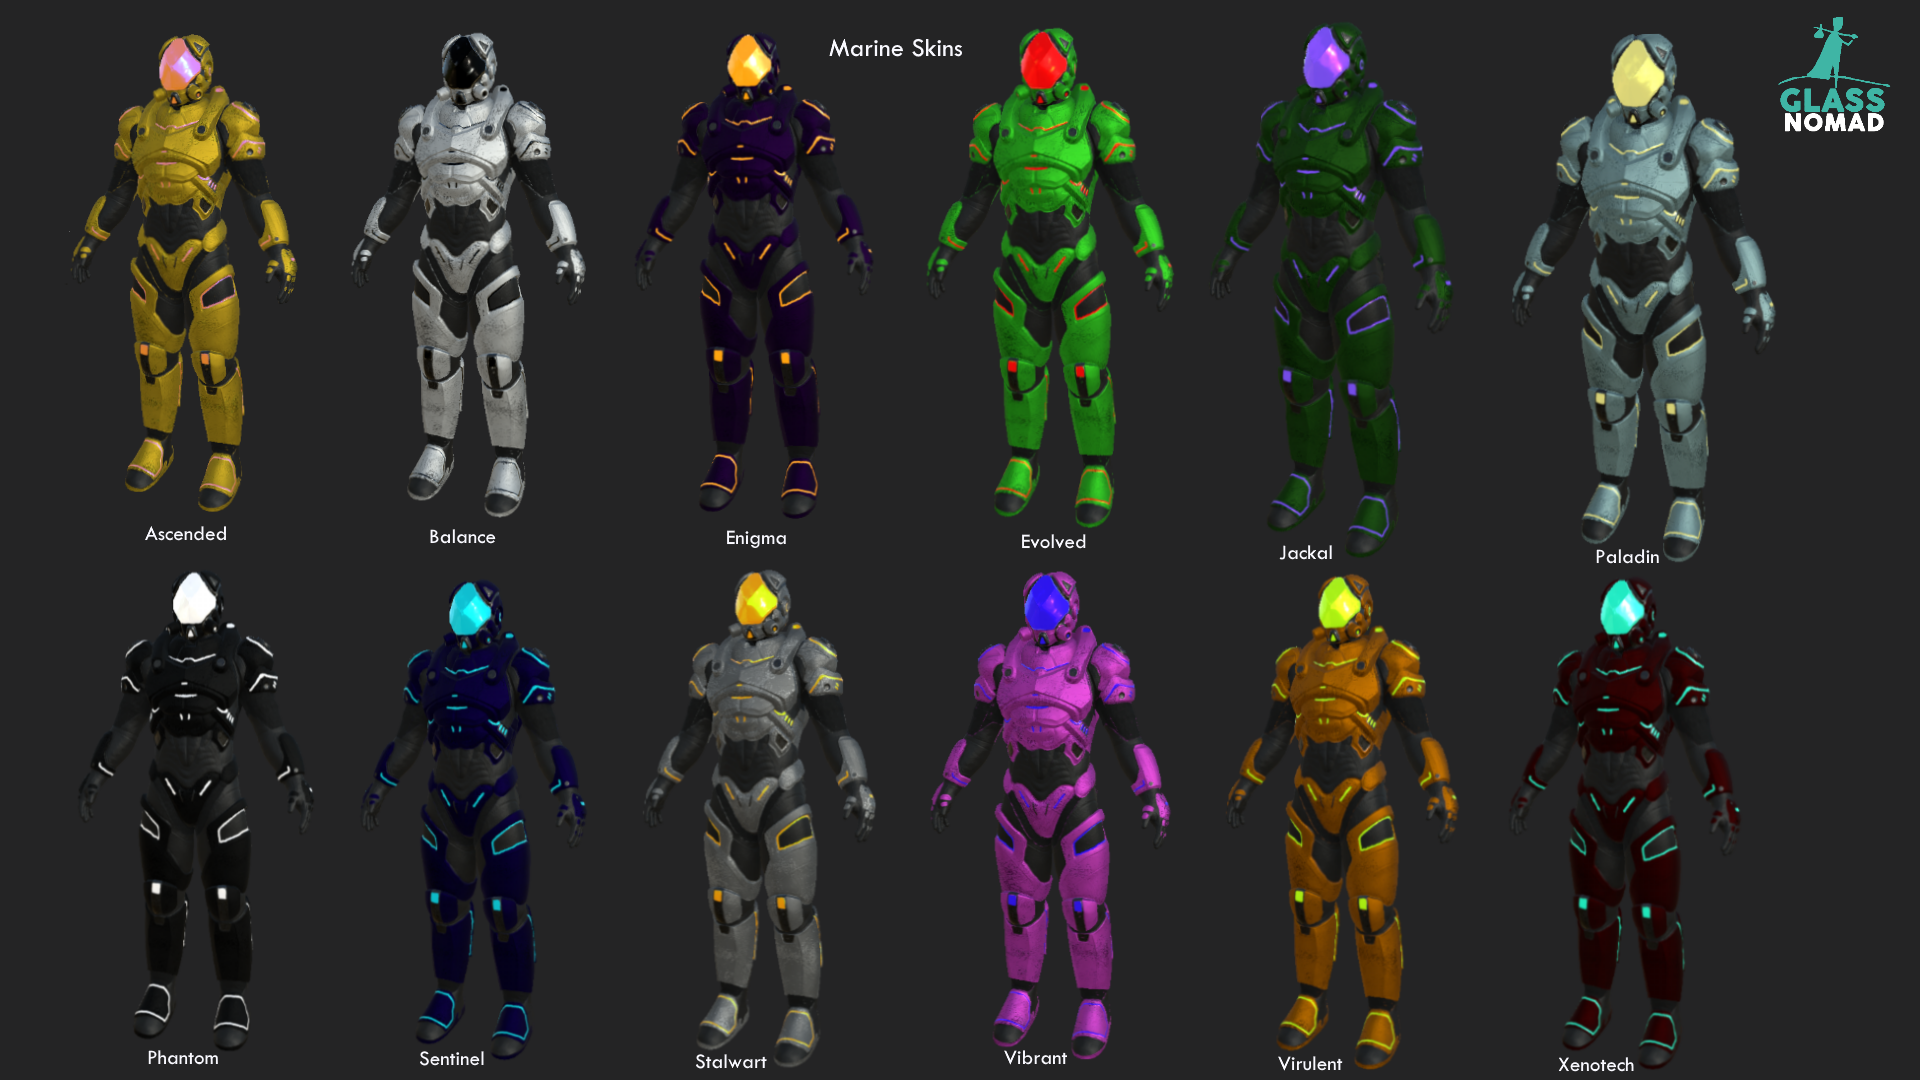 Marine Skins
GLASS
NOMAD
Ascended
Balance
Enigma
Evolved
Jackal
Paladin
Phantom
Sentinel
Stalwart
Vibrant
Virulent
Xenotech